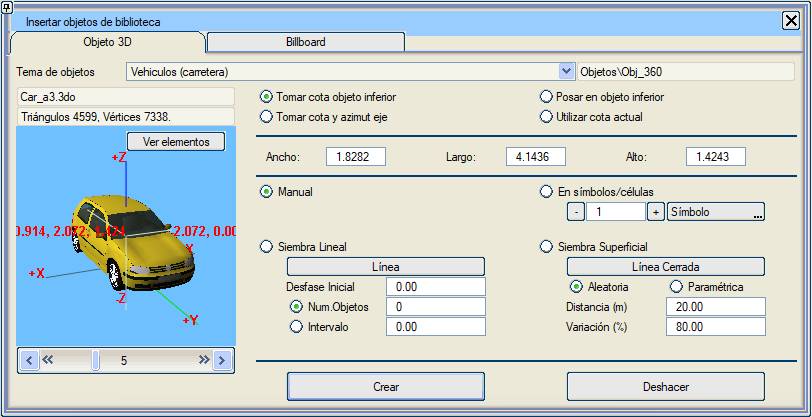 Insertar objetos de biblioteca
Objeto 3D
Billboard
Tema de objetos
Vehiculos (carretera)
Objetos\Obj_360
Car_a3.3do
Triángulos 4599, Vértices 7338.
Ver elementos
+Z
0.914, 2.072, 1.424
-2.072, 0.00
X
+X
-Z
+Y
5
Tomar cota objeto inferior
Posar en objeto inferior
Tomar cota y azimut eje
Utilizar cota actual
Ancho: 1.8282 Largo: 4.1436 Alto: 1.4243
Manual
En símbolos/células
- 1 + Símbolo ...
Siembra Lineal
Línea
Desfase Inicial 0.00
Num.Objetos 0
Intervalo 0.00
Siembra Superficial
Línea Cerrada
Aleatoria
Paramétrica
Distancia (m) 20.00
Variación (%) 80.00
Crear
Deshacer